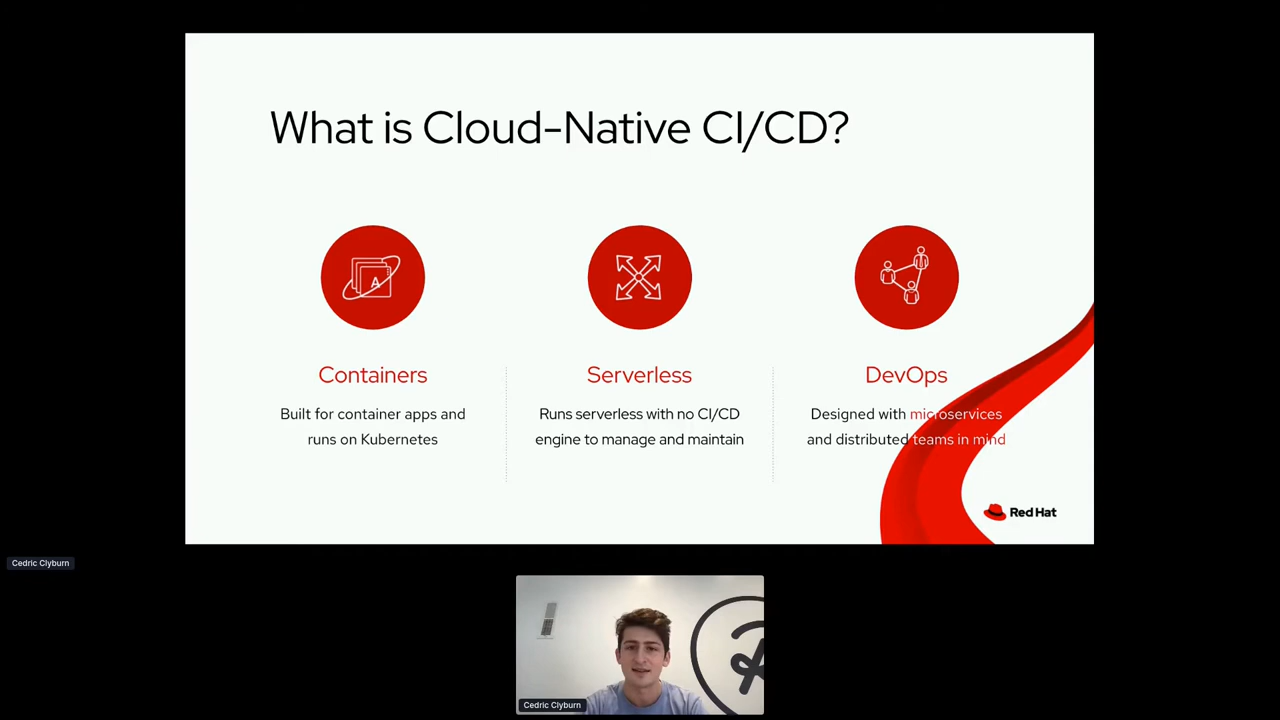 What is Cloud-Native CI/CD?
A
Containers
Built for container apps and
runs on Kubernetes
Serverless
Runs serverless with no CI/CD
engine to manage and maintain
DevOps
Designed with microservices
and distributed teams in mind
Red Hat
Cedric Clyburn
Cedric Clyburn